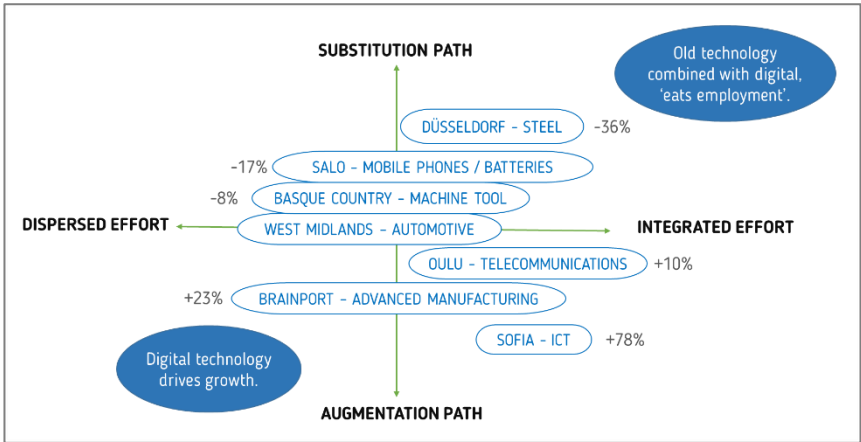 SUBSTITUTION PATH
Old technology
combined with digital,
‘eats employment’.
DÜSSELDORF – STEEL
-36%
-17%
SALO – MOBILE PHONES / BATTERIES
-8%
BASQUE COUNTRY – MACHINE TOOL
DISPERSED EFFORT
WEST MIDLANDS – AUTOMOTIVE
INTEGRATED EFFORT
OULU – TELECOMMUNICATIONS
+10%
+23%
BRAINPORT – ADVANCED MANUFACTURING
SOFIA – ICT
+78%
Digital technology
drives growth.
AUGMENTATION PATH